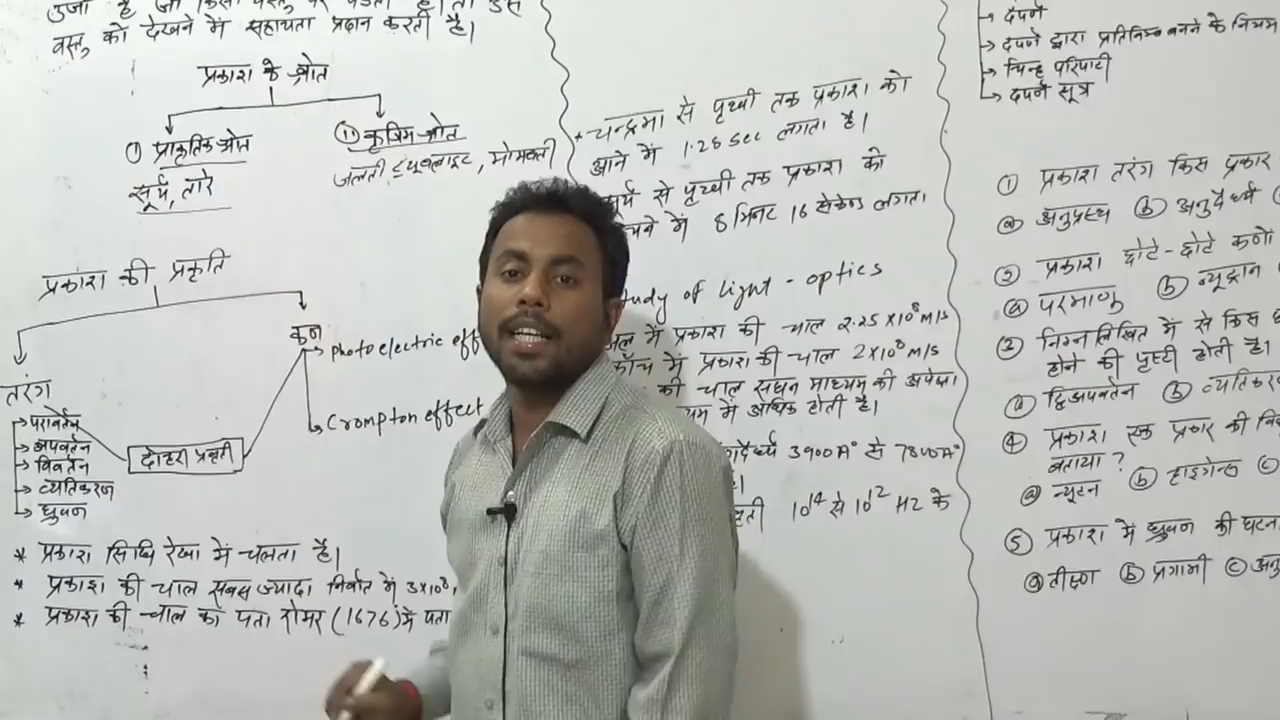 वस्तु को देखने में सहायता प्रदान करती है।
प्रकाश के श्रोत
① प्राकृतिक श्रोत
सूर्य, तारे
⑪ कृत्रिम श्रोत
जलती ट्यूबलाइट, मोमबत्ती
प्रकाश की प्रकृति
तरंग
परावर्तन
अपवर्तन
विवर्तन
व्यतिकरण
ध्रुवन
कण
Photoelectric eff
Crompton effect
दोहरा प्रकृती
* प्रकाश सिधि रेखा में चलता है।
* प्रकाश की चाल सबस ज्यादा निर्वात में 3×10⁸
* प्रकाश की चाल का पता रोमर (1676) में पता
* चन्द्रमा से पृथ्वी तक प्रकाश को
आने में 1.28 sec लगता है।
सूर्य से पृथ्वी तक प्रकाश को
में 8 मिनट 16 सेकेन्ड लगता।
tudy of light - optics
जल में प्रकाश की चाल 2.25×10⁸ M/s
काँच में प्रकाश की चाल 2×10⁸ M/s
की चाल सघन माध्यम की अपेक्षा
में अधिक होती है।
3900A° से 7800A°
10¹⁴ से 10¹² HZ के
दर्पण
दर्पण द्वारा प्रतिबिम्ब बनने के नियम
चिन्ह परिपाटी
दर्पण सूत्र
① प्रकाश तरंग किस प्रकार
ⓐ अनुप्रस्थ ⓑ अनुदैर्ध्य
② प्रकाश छोटे-छोटे कणो
ⓐ परमाणु ⓑ न्यूट्रान
③ निम्नलिखित में से किस
होने की पृष्टी होती है।
ⓐ द्विअपवर्तन ⓑ व्यतिकर
④ प्रकाश एक प्रकार की
बताया ?
ⓐ न्यूटन ⓑ हाइगेन्स ⓒ
⑤ प्रकाश में ध्रुवन की घटना
ⓑ प्रगामी ⓒ अनु